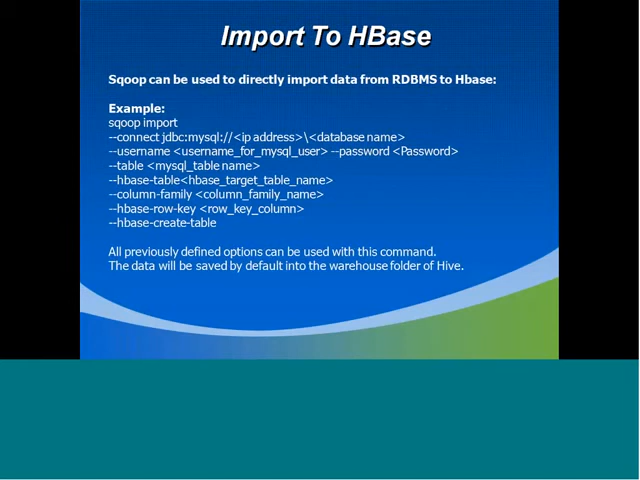 Import To HBase
Sqoop can be used to directly import data from RDBMS to Hbase:
Example:
sqoop import
--connect jdbc:mysql://<ip address>\<database name>
--username <username_for_mysql_user> --password <Password>
--table <mysql_table name>
--hbase-table<hbase_target_table_name>
--column-family <column_family_name>
--hbase-row-key <row_key_column>
--hbase-create-table
All previously defined options can be used with this command.
The data will be saved by default into the warehouse folder of Hive.